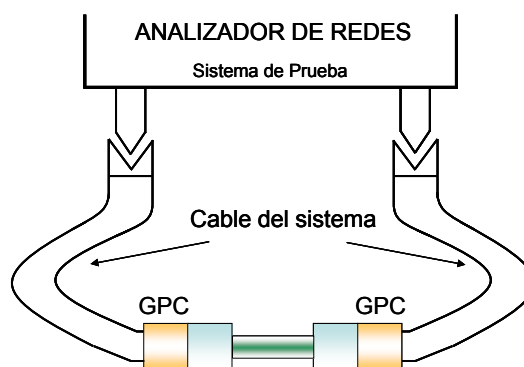 ANALIZADOR DE REDES
Sistema de Prueba
Cable del sistema
GPC
GPC